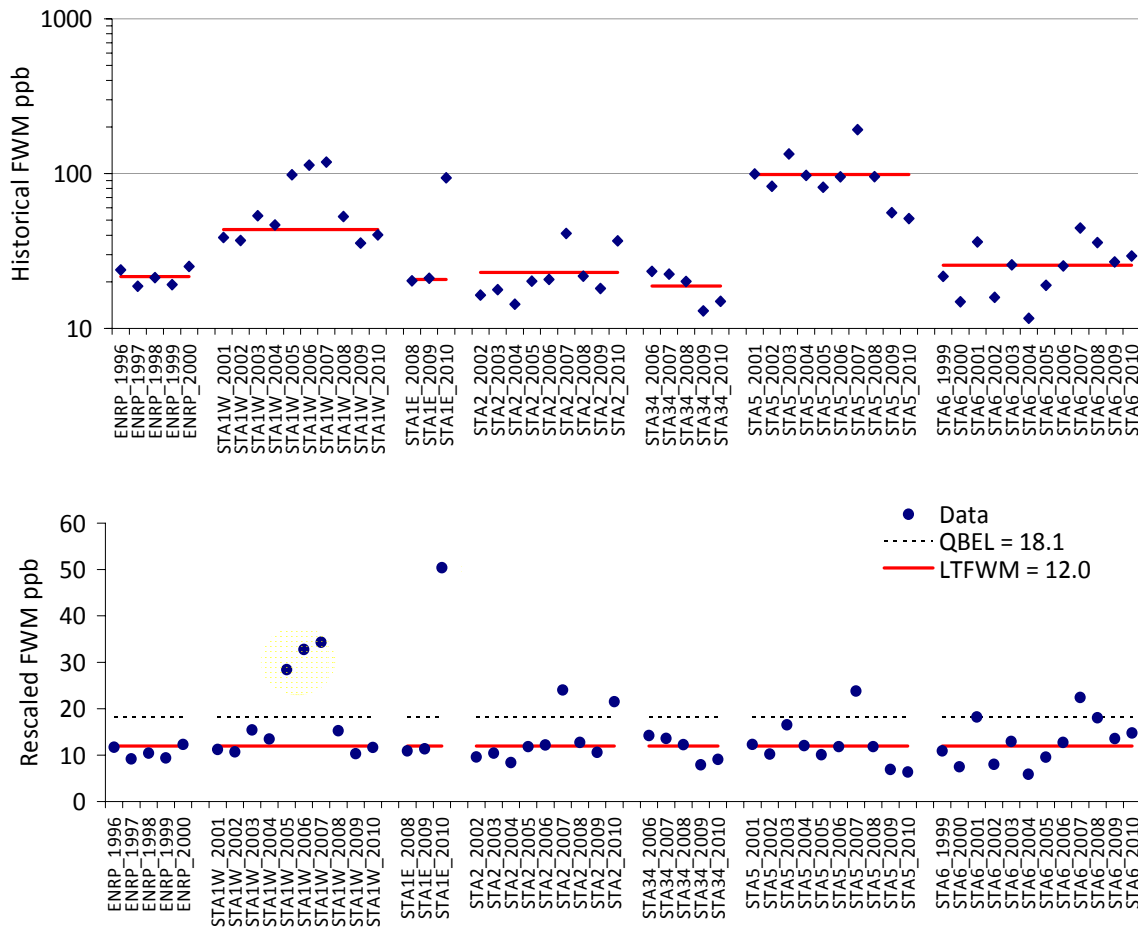 Historical FWM ppb
1000
100
10
ENRP_1996
ENRP_1997
ENRP_1998
ENRP_1999
ENRP_2000
STA1W_2001
STA1W_2002
STA1W_2003
STA1W_2004
STA1W_2005
STA1W_2006
STA1W_2007
STA1W_2008
STA1W_2009
STA1W_2010
STA1E_2008
STA1E_2009
STA1E_2010
STA2_2002
STA2_2003
STA2_2004
STA2_2005
STA2_2006
STA2_2007
STA2_2008
STA2_2009
STA2_2010
STA34_2006
STA34_2007
STA34_2008
STA34_2009
STA34_2010
STA5_2001
STA5_2002
STA5_2003
STA5_2004
STA5_2005
STA5_2006
STA5_2007
STA5_2008
STA5_2009
STA5_2010
STA6_1999
STA6_2000
STA6_2001
STA6_2002
STA6_2003
STA6_2004
STA6_2005
STA6_2006
STA6_2007
STA6_2008
STA6_2009
STA6_2010
Rescaled FWM ppb
60
50
40
30
20
10
0
Data
QBEL = 18.1
LTFWM = 12.0
ENRP_1996
ENRP_1997
ENRP_1998
ENRP_1999
ENRP_2000
STA1W_2001
STA1W_2002
STA1W_2003
STA1W_2004
STA1W_2005
STA1W_2006
STA1W_2007
STA1W_2008
STA1W_2009
STA1W_2010
STA1E_2008
STA1E_2009
STA1E_2010
STA2_2002
STA2_2003
STA2_2004
STA2_2005
STA2_2006
STA2_2007
STA2_2008
STA2_2009
STA2_2010
STA34_2006
STA34_2007
STA34_2008
STA34_2009
STA34_2010
STA5_2001
STA5_2002
STA5_2003
STA5_2004
STA5_2005
STA5_2006
STA5_2007
STA5_2008
STA5_2009
STA5_2010
STA6_1999
STA6_2000
STA6_2001
STA6_2002
STA6_2003
STA6_2004
STA6_2005
STA6_2006
STA6_2007
STA6_2008
STA6_2009
STA6_2010